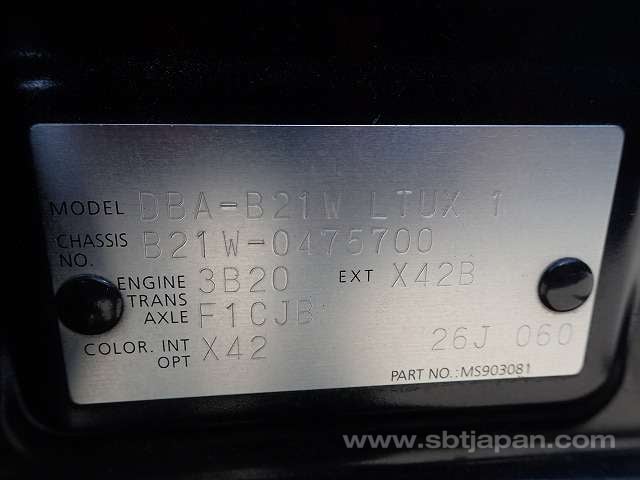 MODEL DBA-B21W LTUX 1
CHASSIS NO. B21W-0475700
ENGINE 3B20 EXT X42B
TRANS AXLE F1CJB
COLOR. INT OPT X42 26J 060
PART NO.:MS903081
www.sbtjapan.com